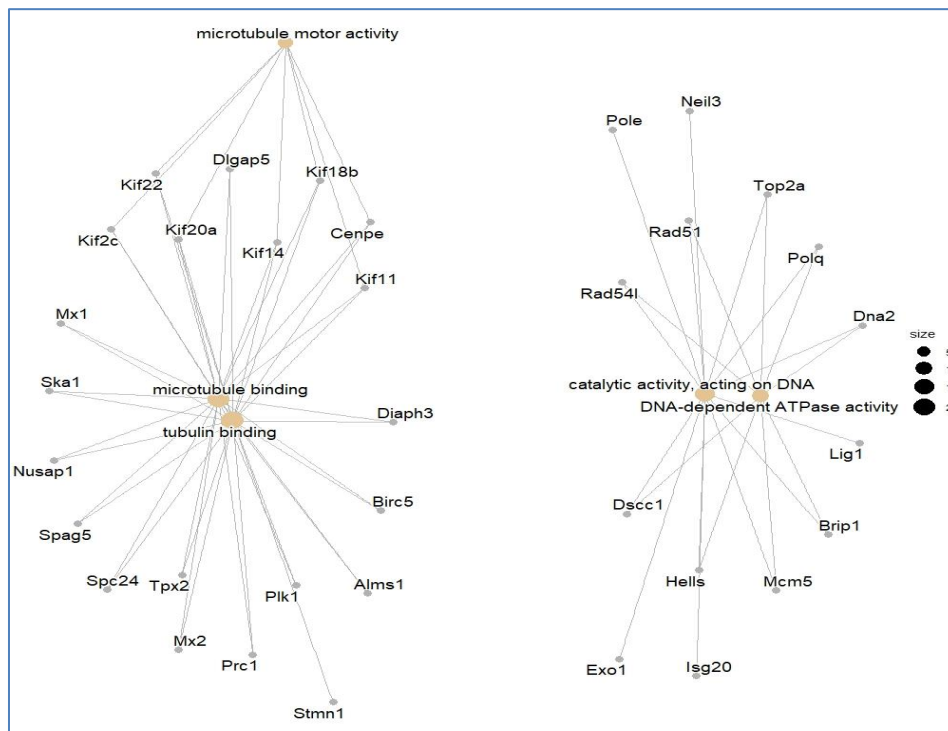 microtubule motor activity
Neil3
Pole
Dlgap5
Kif22
Kif18b
Top2a
Kif2c
Kif20a
Kif14
Cenpe
Rad51
Polq
Kif11
Rad54l
Mx1
Dna2
size
Ska1
microtubule binding
catalytic activity, acting on DNA
DNA-dependent ATPase activity
Diaph3
tubulin binding
Nusap1
Lig1
Birc5
Dscc1
Brip1
Spag5
Spc24
Tpx2
Plk1
Alms1
Hells
Mcm5
Mx2
Prc1
Exo1
Isg20
Stmn1